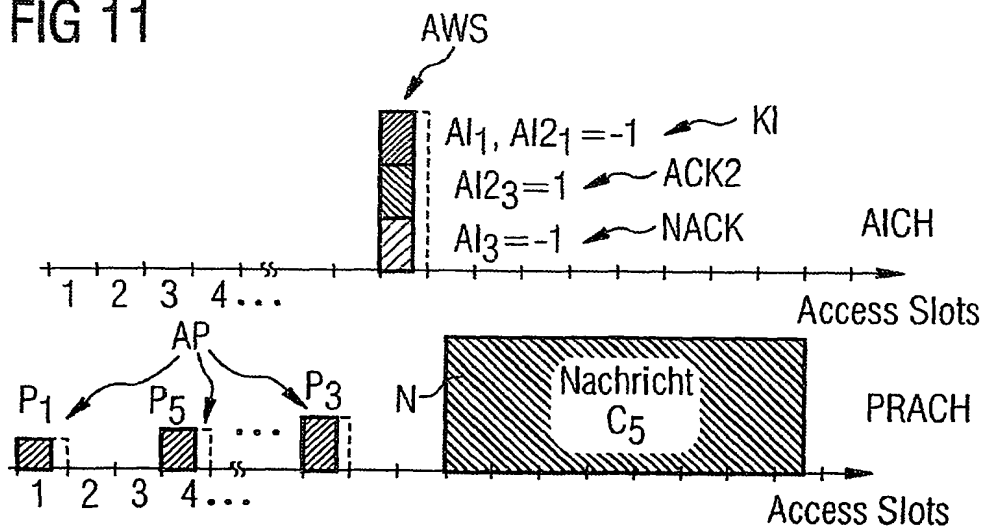 FIG 11
AWS
AI₁, AI2₁ = -1
KI
AI2₃ = 1
ACK2
AI₃ = -1
NACK
AICH
1 2 3 4 ...
Access Slots
AP
P₁
P₅
...
P₃
N
Nachricht
C₅
PRACH
1 2 3 4 ...
Access Slots